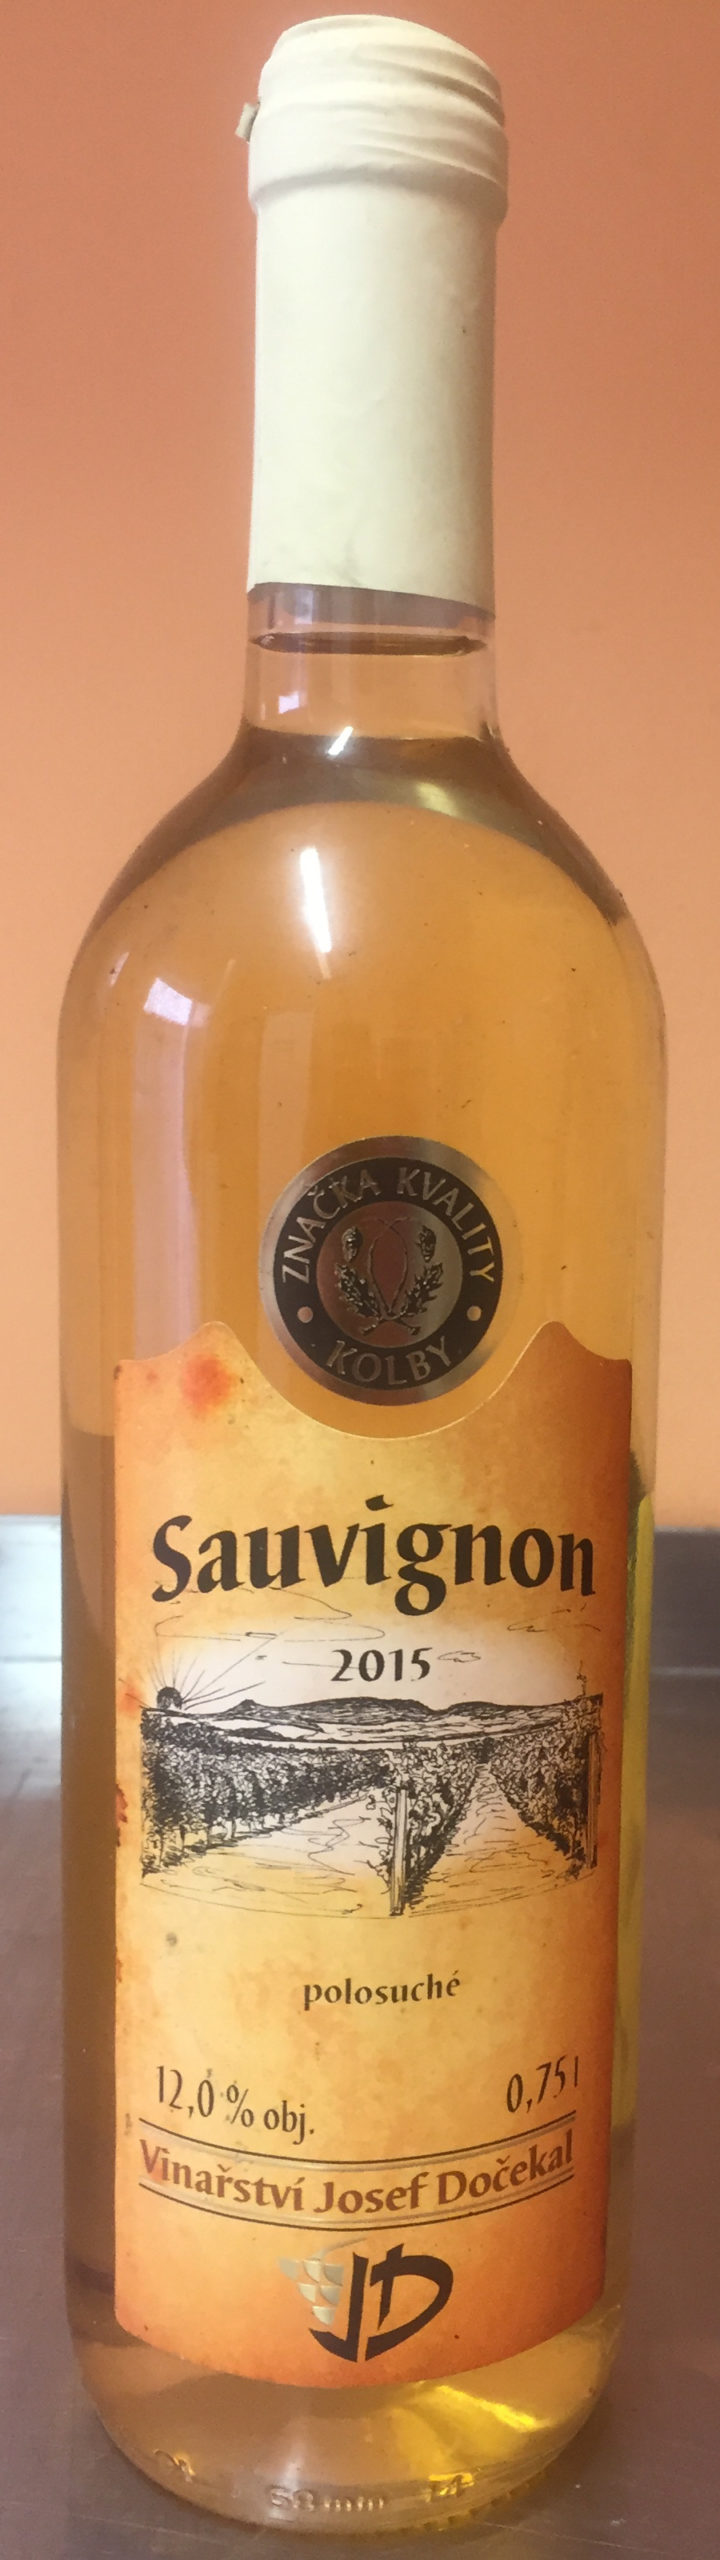 ZNAČKA KVALITY
KOLBY
Sauvignon
2015
polosuché
12,0 % obj.
0,75 l
Vinařství Josef Dočekal
JD